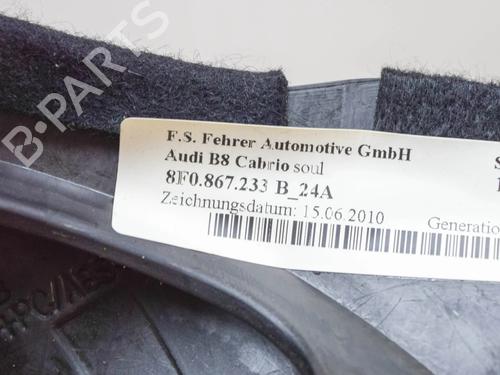 B-PARTS
F.S. Fehrer Automotive GmbH
Audi B8 Cabrio soul
8F0.867.233 B_24A
Zeichnungsdatum: 15.06.2010
Generatio